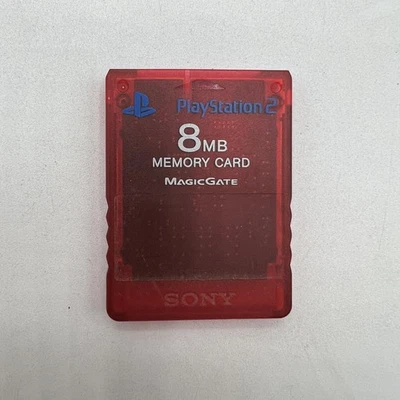 PlayStation 2
8MB
MEMORY CARD
MAGICGATE
SONY